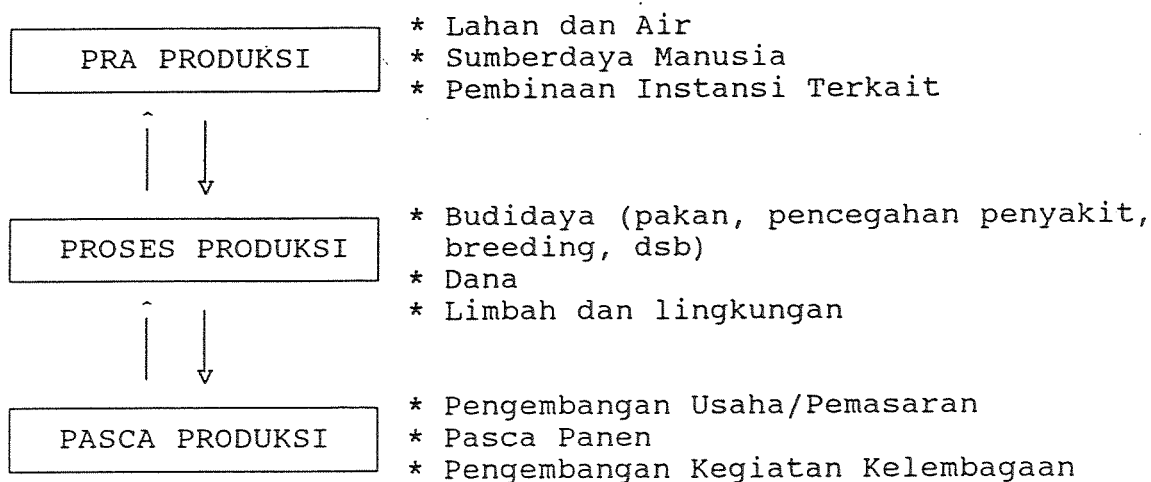 PRA PRODUKSI
* Lahan dan Air
* Sumberdaya Manusia
* Pembinaan Instansi Terkait
PROSES PRODUKSI
* Budidaya (pakan, pencegahan penyakit,
breeding, dsb)
* Dana
* Limbah dan lingkungan
PASCA PRODUKSI
* Pengembangan Usaha/Pemasaran
* Pasca Panen
* Pengembangan Kegiatan Kelembagaan